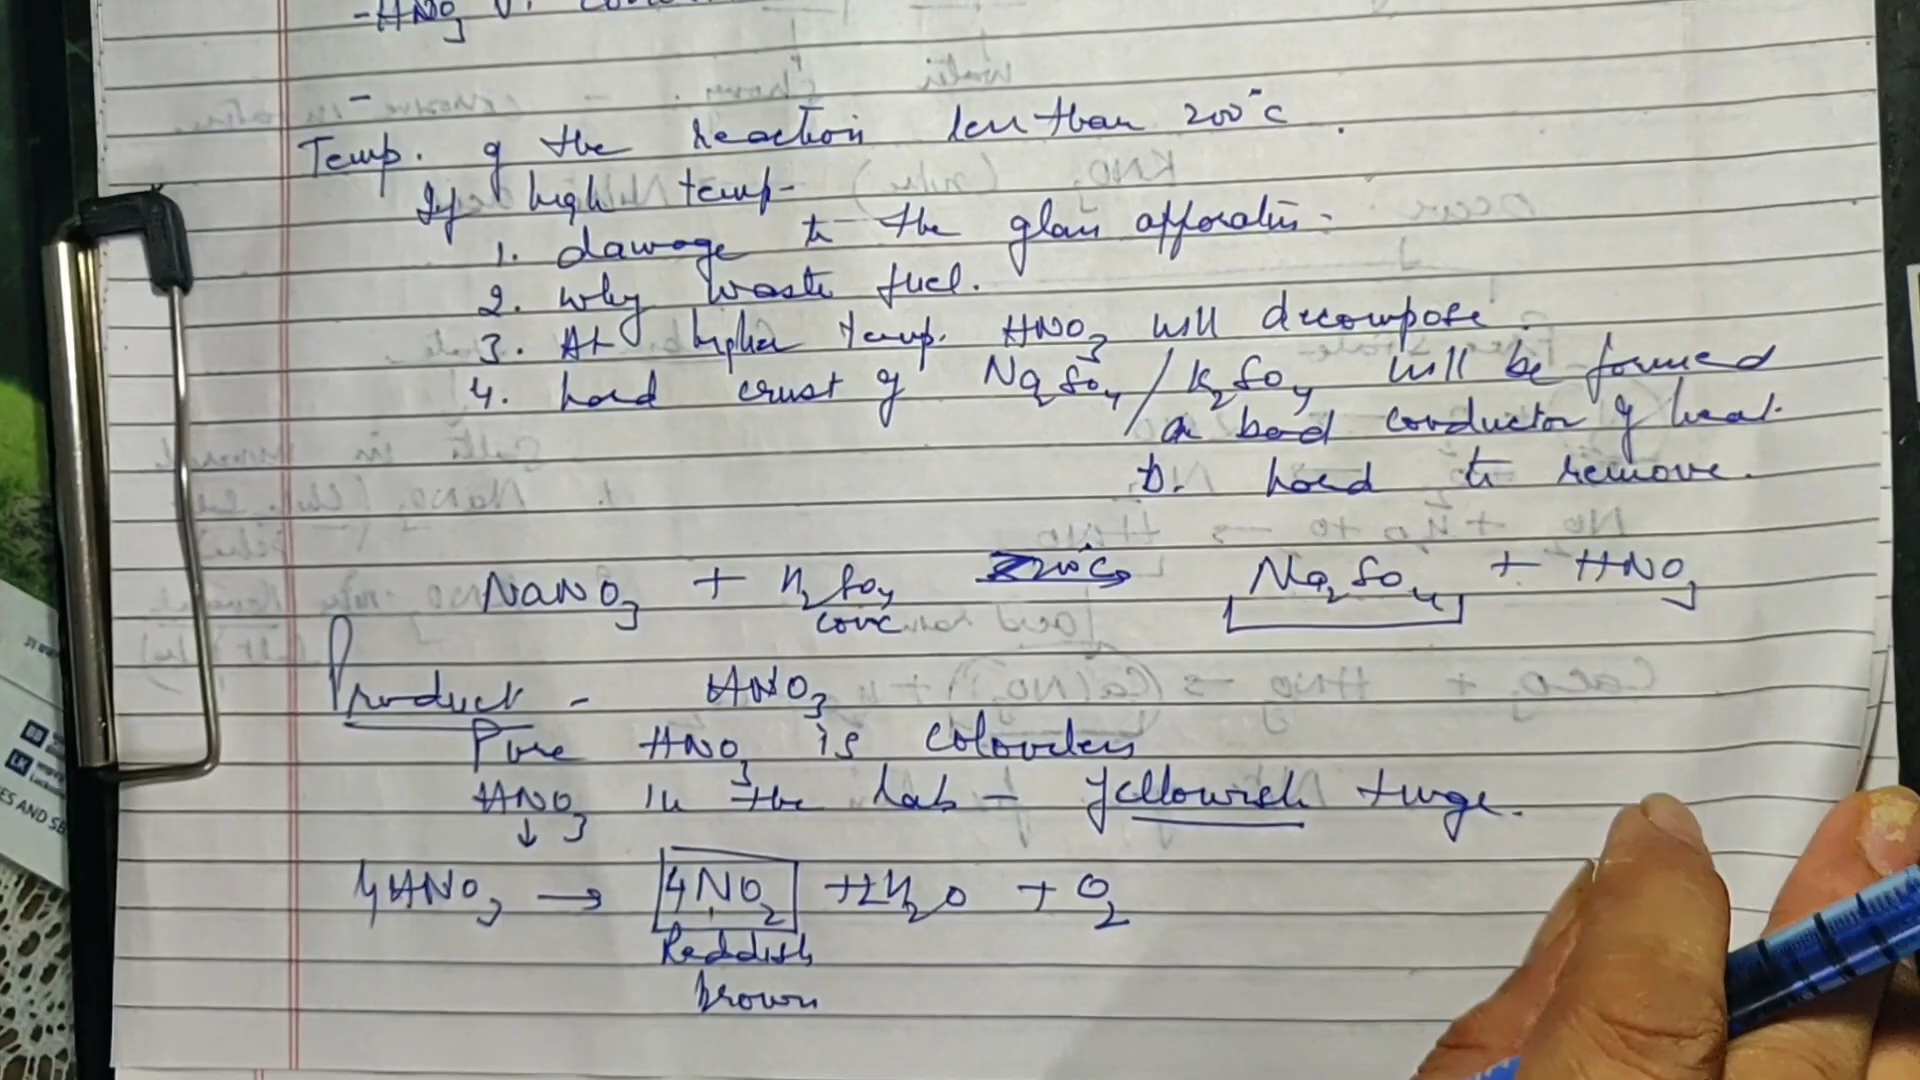 -HNO3
Temp. of the reaction less than 200°C.
If high temp-
1. damage to the glass apparatus.
2. why waste fuel.
3. At higher temp. HNO3 will decompose.
4. hard crust of Na2SO4/K2SO4 will be formed
a bad conductor of heat.
b. hard to remove.
NaNO3 + H2SO4 200°C → Na2SO4 + HNO3
conc
Product - HNO3
Pure HNO3 is colourless
HNO3 in the lab - Yellowish tinge.
↓
4HNO3 → 4NO2 + 2H2O + O2
Reddish
brown